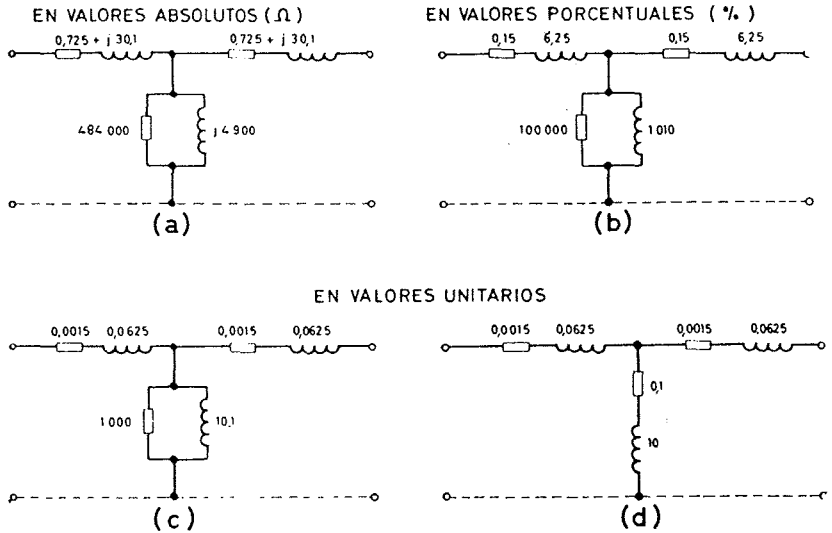 EN VALORES ABSOLUTOS (Ω)
0,725 + j 30,1
0,725 + j 30,1
484 000
j 4 900
(a)
EN VALORES PORCENTUALES (%)
0,15
6,25
0,15
6,25
100 000
1 010
(b)
EN VALORES UNITARIOS
0,0015
0,0625
0,0015
0,0625
1 000
10,1
(c)
0,0015
0,0625
0,0015
0,0625
0,1
10
(d)